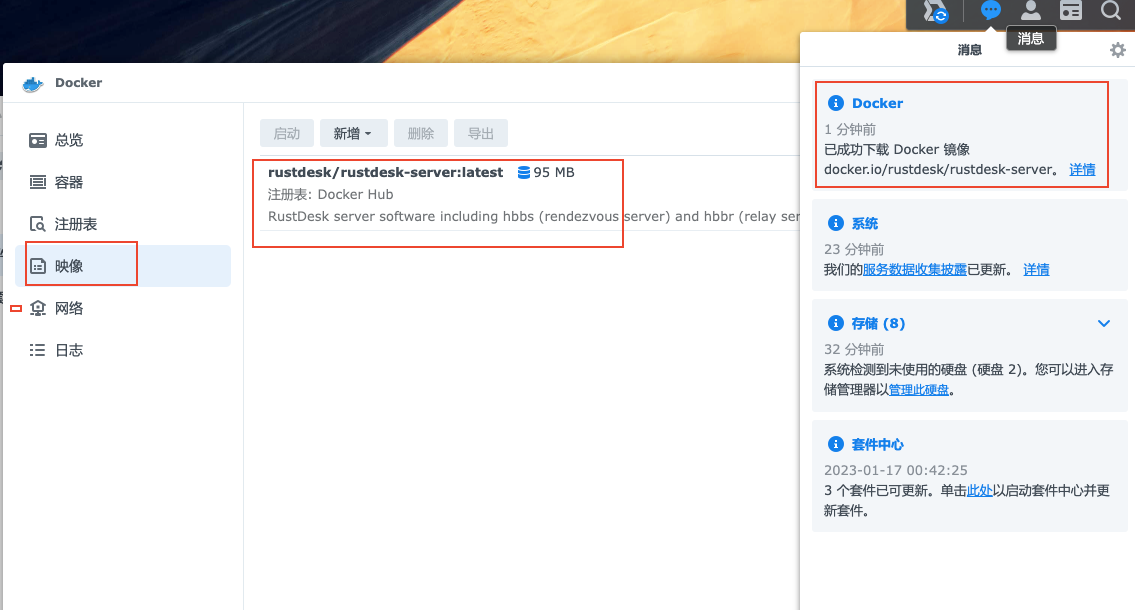 消息
消息
Docker
总览
容器
注册表
映像
网络
日志
启动
新增
删除
导出
rustdesk/rustdesk-server:latest 95 MB
注册表: Docker Hub
RustDesk server software including hbbs (rendezvous server) and hbbr (relay ser
Docker
1 分钟前
已成功下载 Docker 镜像
docker.io/rustdesk/rustdesk-server。 详情
系统
23 分钟前
我们的服务数据收集披露已更新。 详情
存储 (8)
32 分钟前
系统检测到未使用的硬盘 (硬盘 2)。您可以进入存
储管理器以管理此硬盘。
套件中心
2023-01-17 00:42:25
3 个套件已可更新。单击此处以启动套件中心并更
新套件。